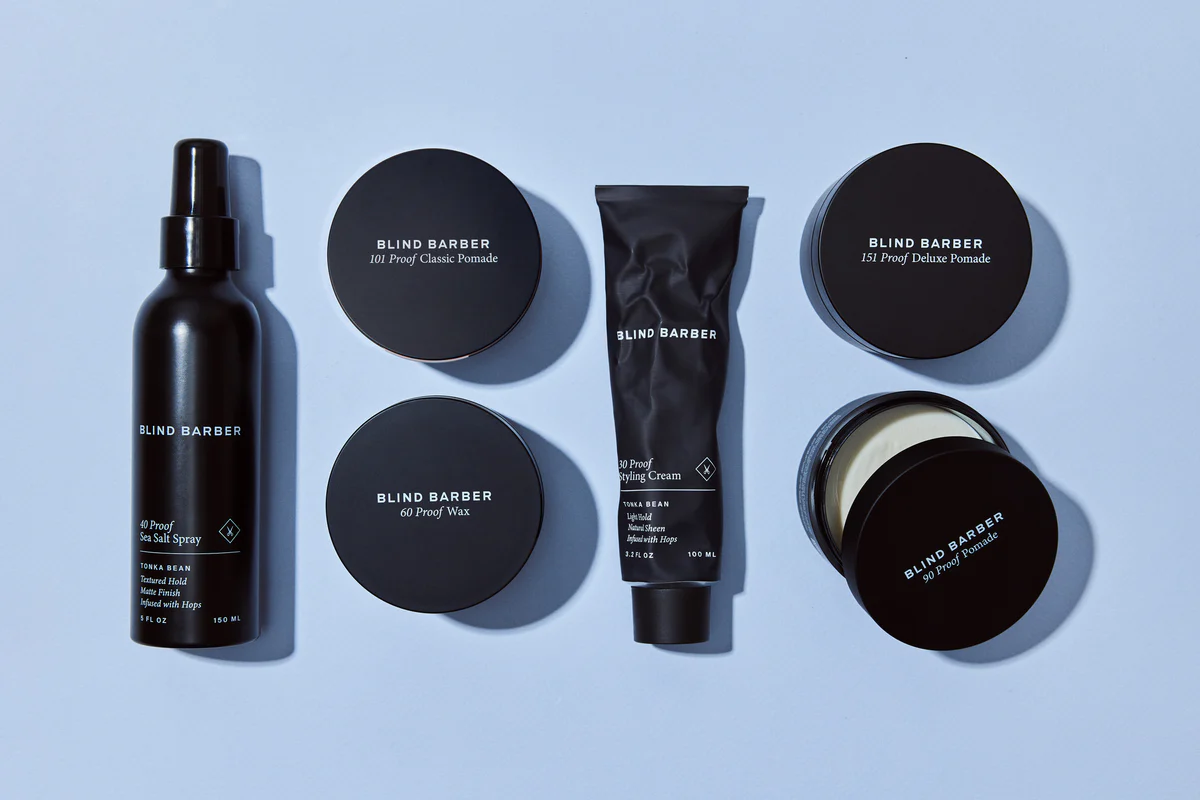 BLIND BARBER
40 Proof
Sea Salt Spray
TONKA BEAN
Textured Hold
Matte Finish
Infused with Hops
5 FL OZ 150 ML
BLIND BARBER
101 Proof Classic Pomade
BLIND BARBER
60 Proof Wax
BLIND BARBER
30 Proof
Styling Cream
TONKA BEAN
Light Hold
Natural Sheen
Infused with Hops
3.2 FL OZ 100 ML
BLIND BARBER
151 Proof Deluxe Pomade
BLIND BARBER
90 Proof Pomade